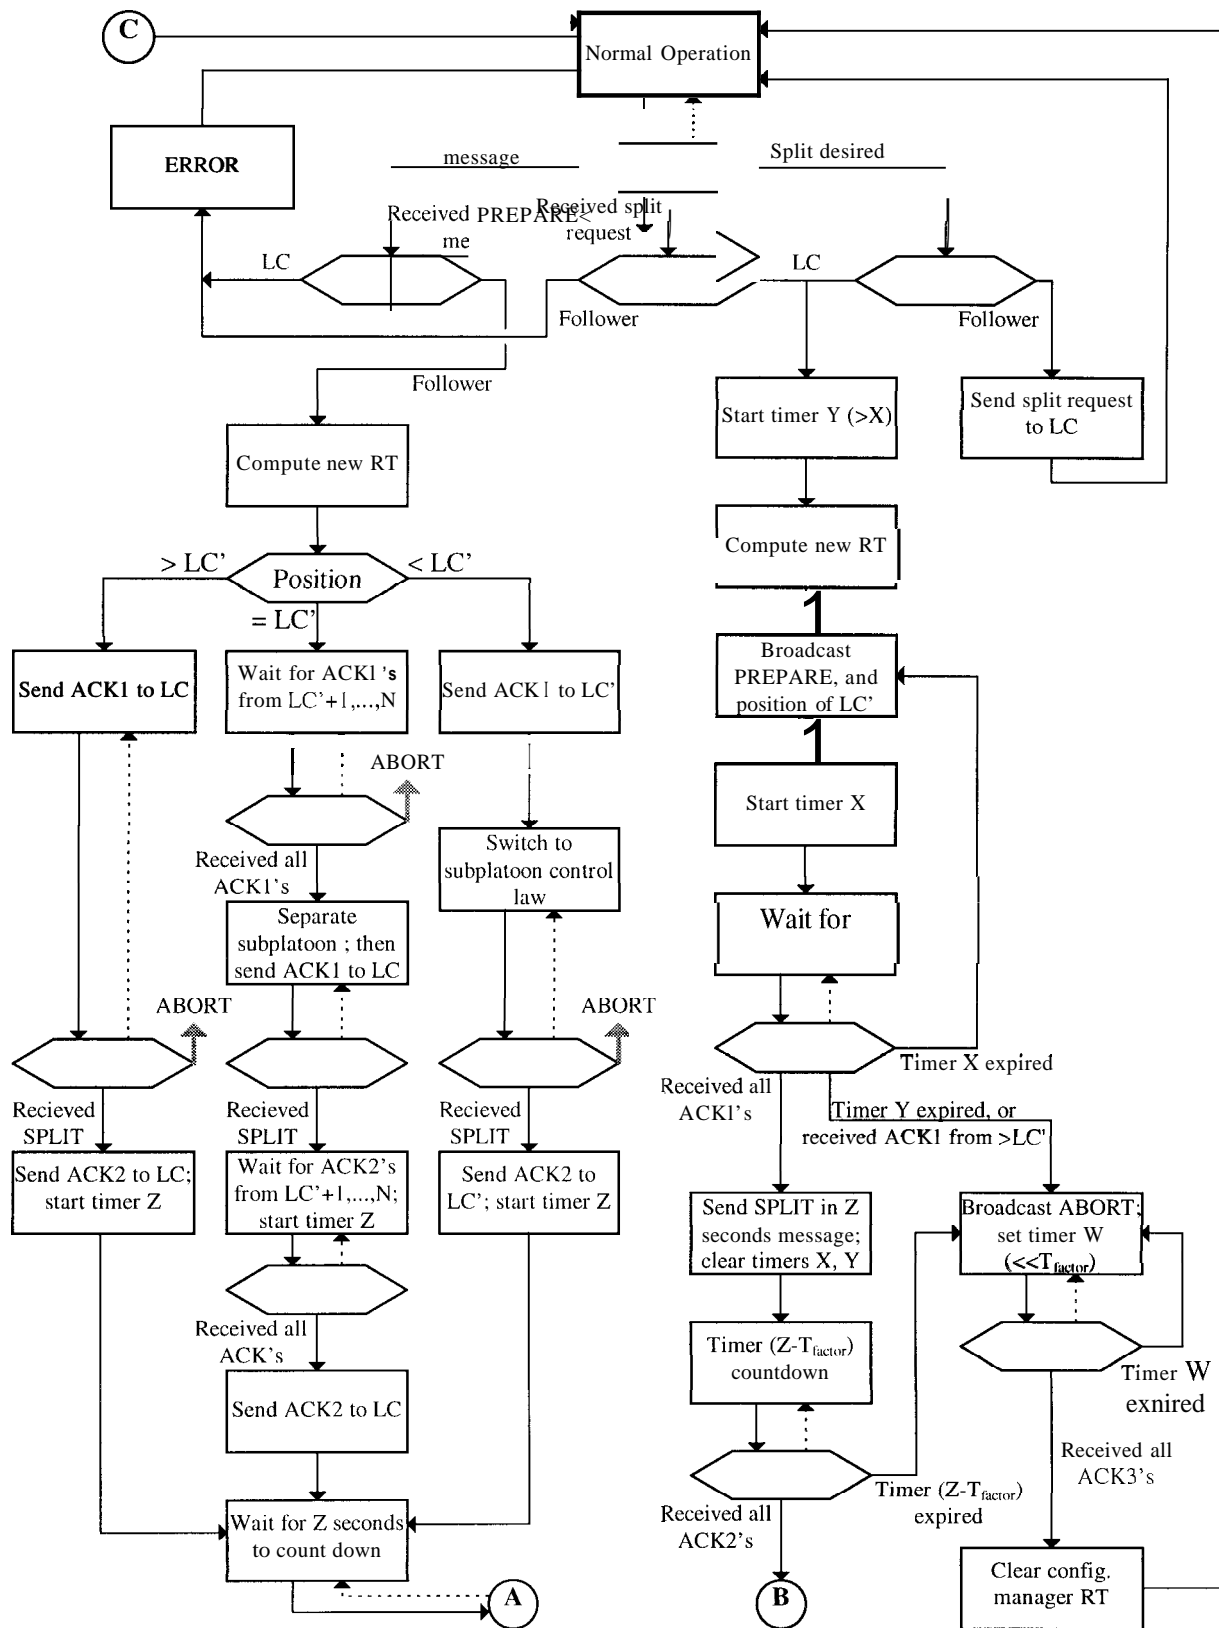 C
Normal Operation
ERROR
message
Split desired
Received PREPARE<
me
Received split
request
LC
LC
Follower
Follower
Follower
Start timer Y (>X)
Send split request
to LC
Compute new RT
Compute new RT
> LC'
Position
< LC'
= LC'
1
Send ACK1 to LC
Wait for ACK1's
from LC'+1,...,N
Send ACK1 to LC'
Broadcast
PREPARE, and
position of LC'
1
ABORT
Start timer X
Received all
ACK1's
Switch to
subplatoon control
law
Separate
subplatoon ; then
send ACK1 to LC
Wait for
ABORT
ABORT
Timer X expired
Received all
ACK1's
Recieved
SPLIT
Recieved
SPLIT
Recieved
SPLIT
Timer Y expired, or
received ACK1 from >LC'
Send ACK2 to LC;
start timer Z
Wait for ACK2's
from LC'+1,...,N;
start timer Z
Send ACK2 to
LC'; start timer Z
Send SPLIT in Z
seconds message;
clear timers X, Y
Broadcast ABORT;
set timer W
(<<Tfactor)
Received all
ACK's
Timer (Z-Tfactor)
countdown
Timer W
exnired
Send ACK2 to LC
Received all
ACK3's
Timer (Z-Tfactor)
expired
Received all
ACK2's
Wait for Z seconds
to count down
Clear config.
manager RT
A
B